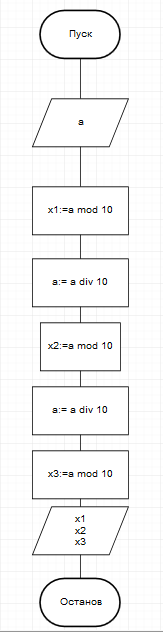 Пуск
a
x1:=a mod 10
a:= a div 10
x2:=a mod 10
a:= a div 10
x3:=a mod 10
x1
x2
x3
Останов